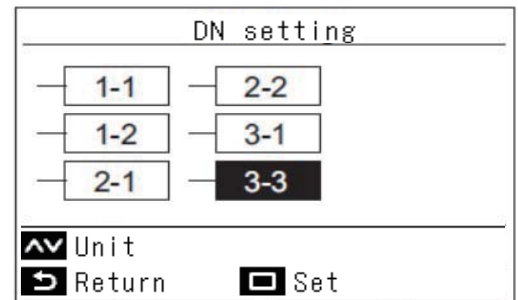 DN setting
1-1 2-2
1-2 3-1
2-1 3-3
Unit
Return Set